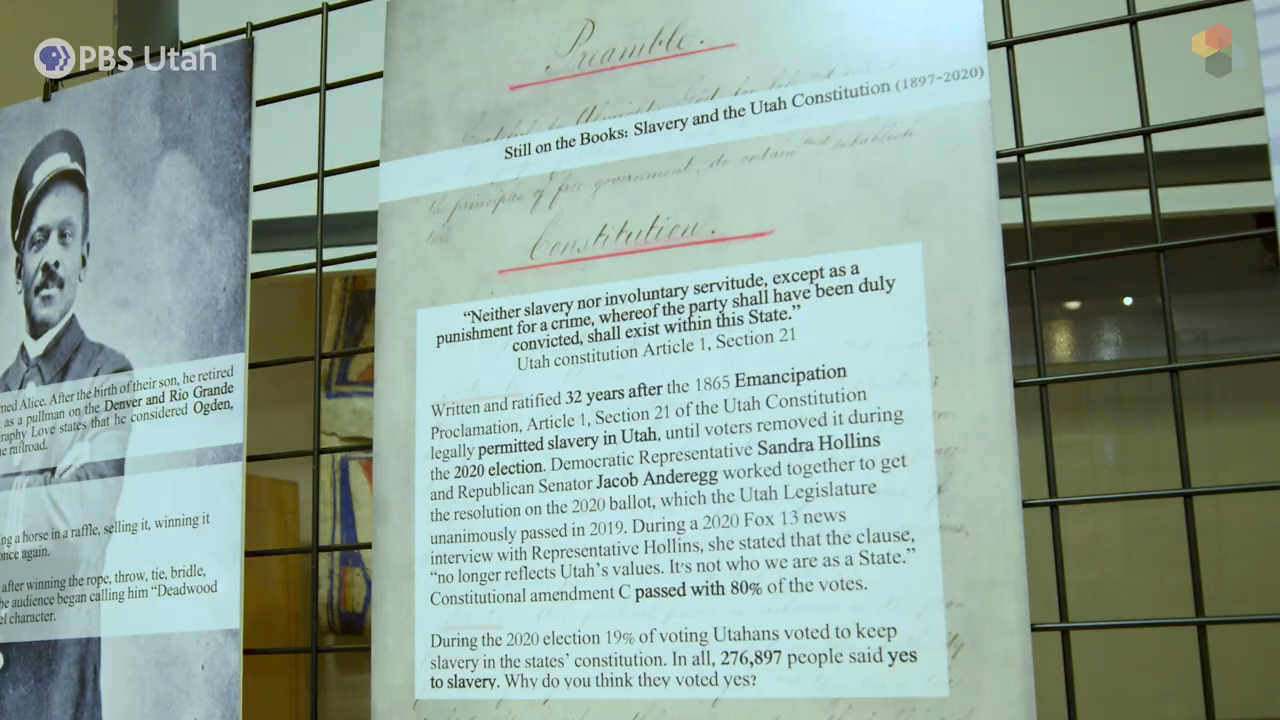 PBS Utah
Preamble.
Still on the Books: Slavery and the Utah Constitution (1897-2020)
the principles of free government, do ordain and establish
this
Constitution.
“Neither slavery nor involuntary servitude, except as a
punishment for a crime, whereof the party shall have been duly
convicted, shall exist within this State.”
Utah constitution Article 1, Section 21
Written and ratified 32 years after the 1865 Emancipation
Proclamation, Article 1, Section 21 of the Utah Constitution
legally permitted slavery in Utah, until voters removed it during
the 2020 election. Democratic Representative Sandra Hollins
and Republican Senator Jacob Anderegg worked together to get
the resolution on the 2020 ballot, which the Utah Legislature
unanimously passed in 2019. During a 2020 Fox 13 news
interview with Representative Hollins, she stated that the clause,
“no longer reflects Utah’s values. It’s not who we are as a State.”
Constitutional amendment C passed with 80% of the votes.
During the 2020 election 19% of voting Utahans voted to keep
slavery in the states’ constitution. In all, 276,897 people said yes
to slavery. Why do you think they voted yes?
med Alice. After the birth of their son, he retired
as a pullman on the Denver and Rio Grande
raphy Love states that he considered Ogden,
e railroad.
ng a horse in a raffle, selling it, winning it
once again.
after winning the rope, throw, tie, bridle,
he audience began calling him “Deadwood
el character.